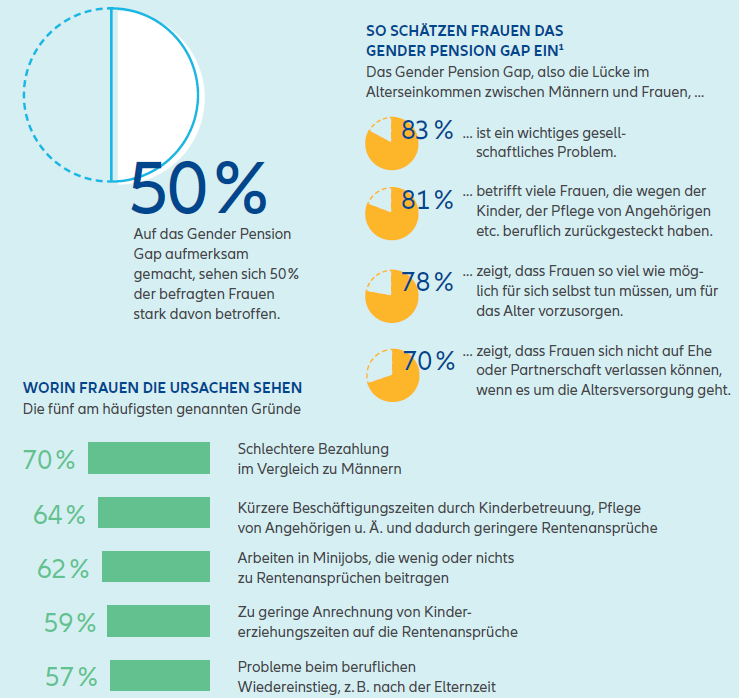 50 %
Auf das Gender Pension
Gap aufmerksam
gemacht, sehen sich 50 %
der befragten Frauen
stark davon betroffen.
SO SCHÄTZEN FRAUEN DAS
GENDER PENSION GAP EIN¹
Das Gender Pension Gap, also die Lücke im
Alterseinkommen zwischen Männern und Frauen, ...
83 % ... ist ein wichtiges gesell-
schaftliches Problem.
81 % ... betrifft viele Frauen, die wegen der
Kinder, der Pflege von Angehörigen
etc. beruflich zurückgesteckt haben.
78 % ... zeigt, dass Frauen so viel wie mög-
lich für sich selbst tun müssen, um für
das Alter vorzusorgen.
70 % ... zeigt, dass Frauen sich nicht auf Ehe
oder Partnerschaft verlassen können,
wenn es um die Altersversorgung geht.
WORIN FRAUEN DIE URSACHEN SEHEN
Die fünf am häufigsten genannten Gründe
70 % Schlechtere Bezahlung
im Vergleich zu Männern
64 % Kürzere Beschäftigungszeiten durch Kinderbetreuung, Pflege
von Angehörigen u. Ä. und dadurch geringere Rentenansprüche
62 % Arbeiten in Minijobs, die wenig oder nichts
zu Rentenansprüchen beitragen
59 % Zu geringe Anrechnung von Kinder-
erziehungszeiten auf die Rentenansprüche
57 % Probleme beim beruflichen
Wiedereinstieg, z. B. nach der Elternzeit